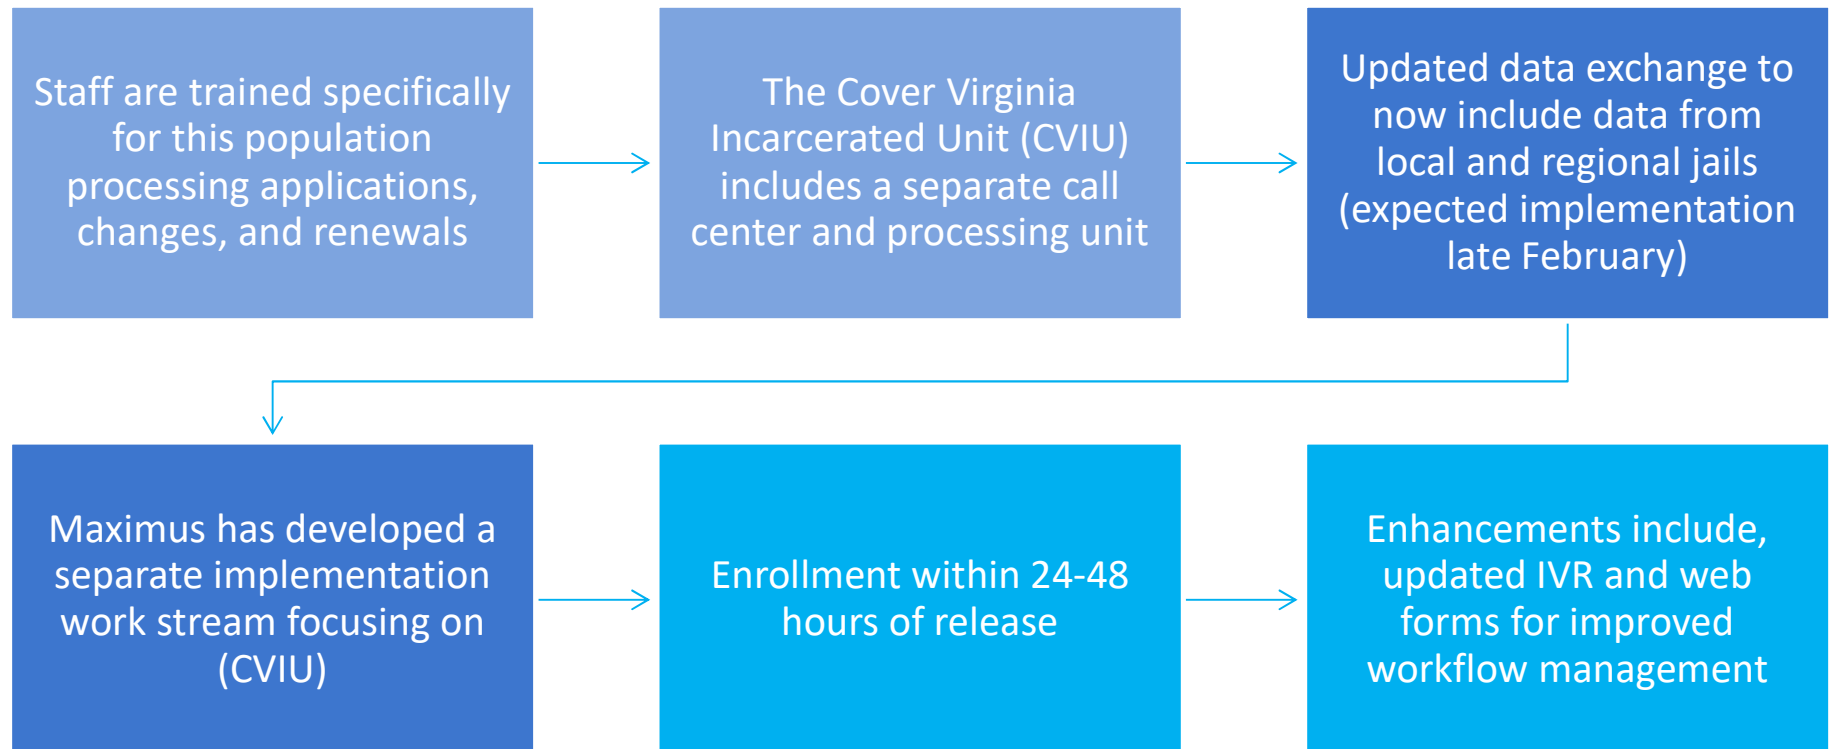 Staff are trained specifically
for this population
processing applications,
changes, and renewals
The Cover Virginia
Incarcerated Unit (CVIU)
includes a separate call
center and processing unit
Updated data exchange to
now include data from
local and regional jails
(expected implementation
late February)
Maximus has developed a
separate implementation
work stream focusing on
(CVIU)
Enrollment within 24-48
hours of release
Enhancements include,
updated IVR and web
forms for improved
workflow management